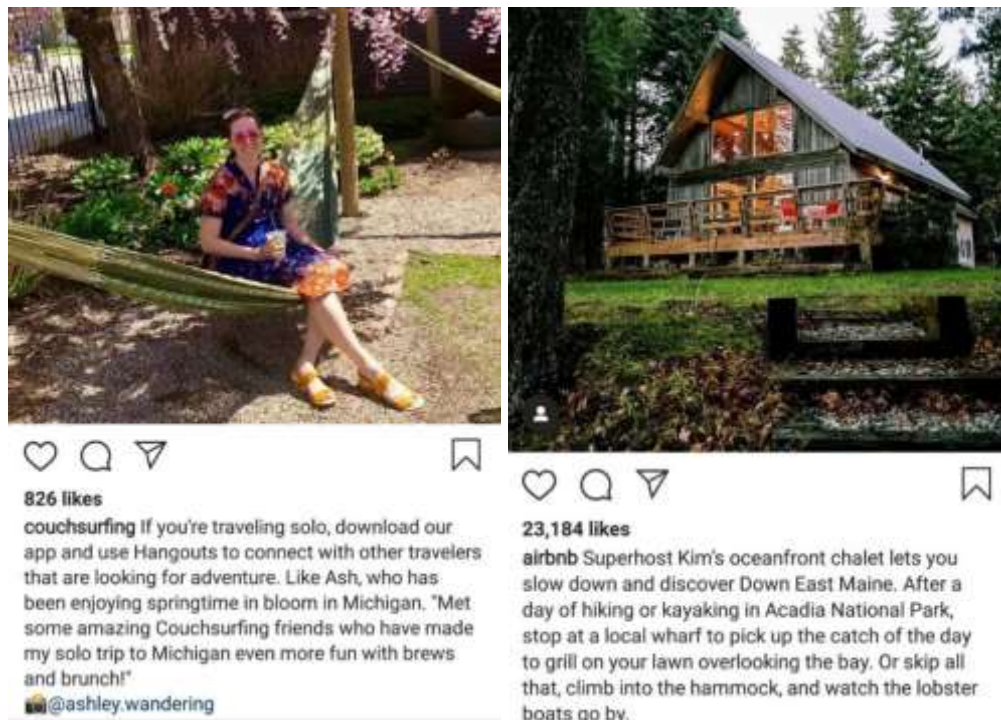 826 likes
couchsurfing If you're traveling solo, download our
app and use Hangouts to connect with other travelers
that are looking for adventure. Like Ash, who has
been enjoying springtime in bloom in Michigan. "Met
some amazing Couchsurfing friends who have made
my solo trip to Michigan even more fun with brews
and brunch!"
📸@ashley.wandering
23,184 likes
airbnb Superhost Kim's oceanfront chalet lets you
slow down and discover Down East Maine. After a
day of hiking or kayaking in Acadia National Park,
stop at a local wharf to pick up the catch of the day
to grill on your lawn overlooking the bay. Or skip all
that, climb into the hammock, and watch the lobster
boats go by.